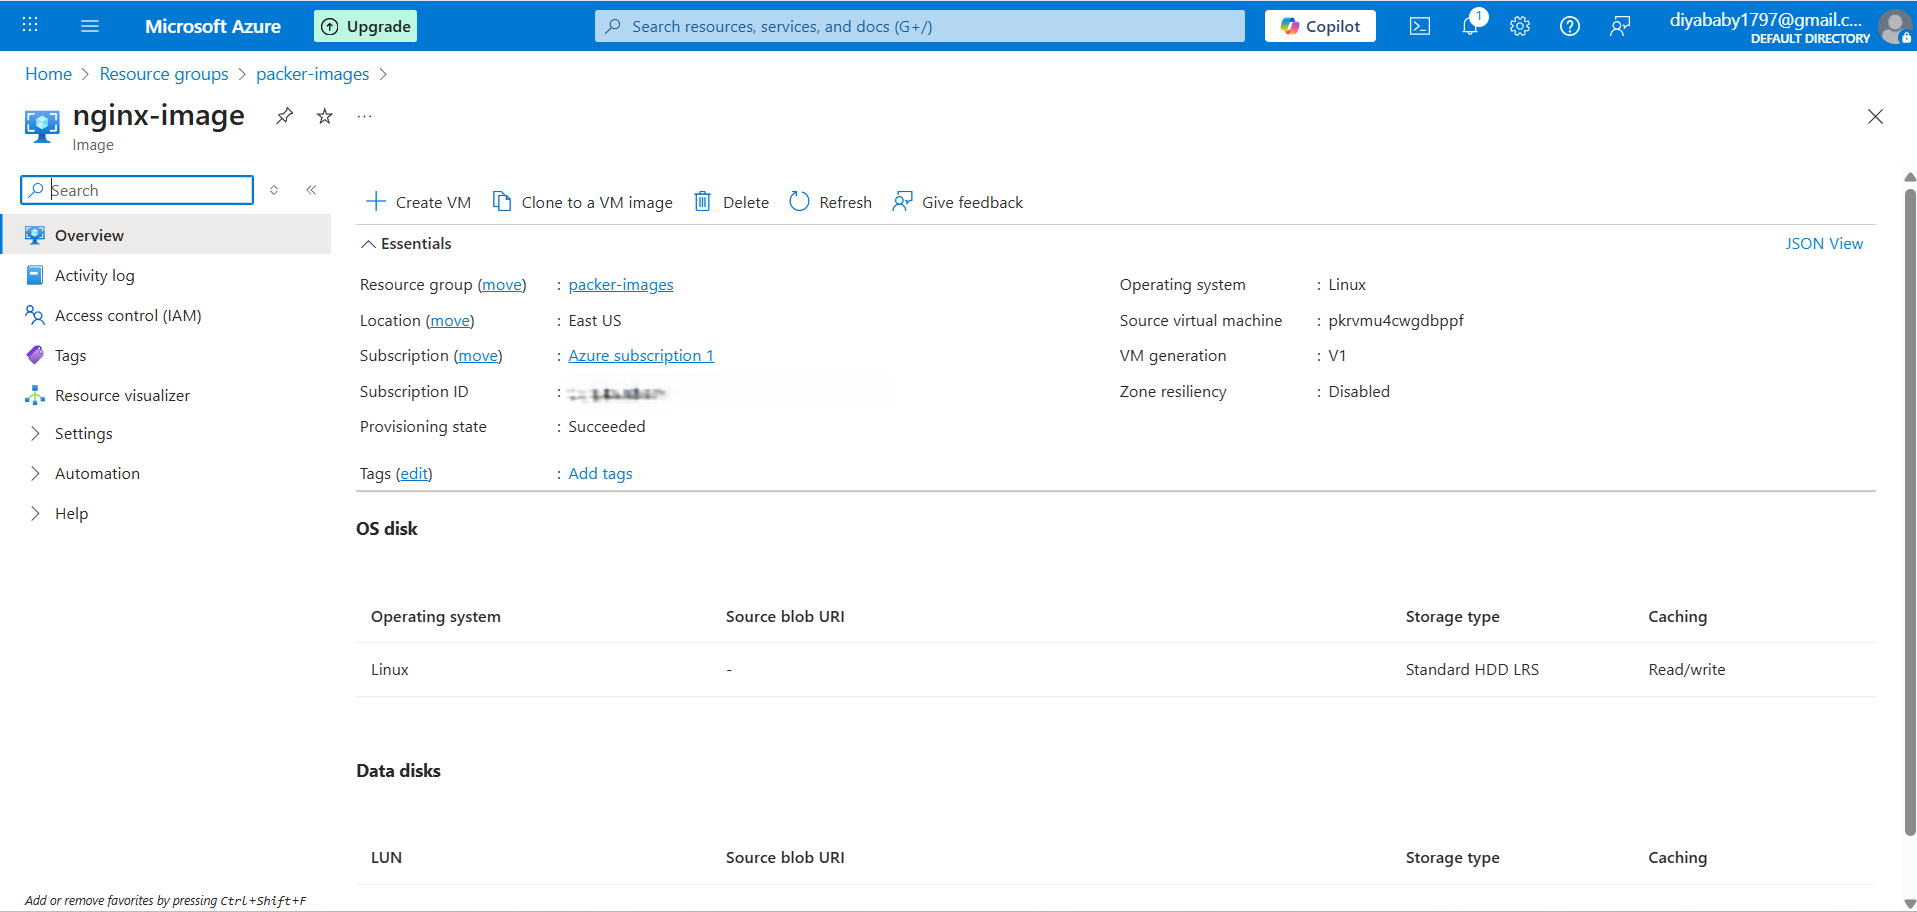 Microsoft Azure
Upgrade
Search resources, services, and docs (G+/)
Copilot
1
diyababy1797@gmail.c...
DEFAULT DIRECTORY
Home > Resource groups > packer-images >
nginx-image
Image
Search
Overview
Activity log
Access control (IAM)
Tags
Resource visualizer
Settings
Automation
Help
Add or remove favorites by pressing Ctrl+Shift+F
Create VM
Clone to a VM image
Delete
Refresh
Give feedback
Essentials
JSON View
Resource group (move) : packer-images
Location (move) : East US
Subscription (move) : Azure subscription 1
Subscription ID :
Provisioning state : Succeeded
Operating system : Linux
Source virtual machine : pkrvmu4cwgdbppf
VM generation : V1
Zone resiliency : Disabled
Tags (edit) : Add tags
OS disk
Operating system Source blob URI Storage type Caching
Linux - Standard HDD LRS Read/write
Data disks
LUN Source blob URI Storage type Caching